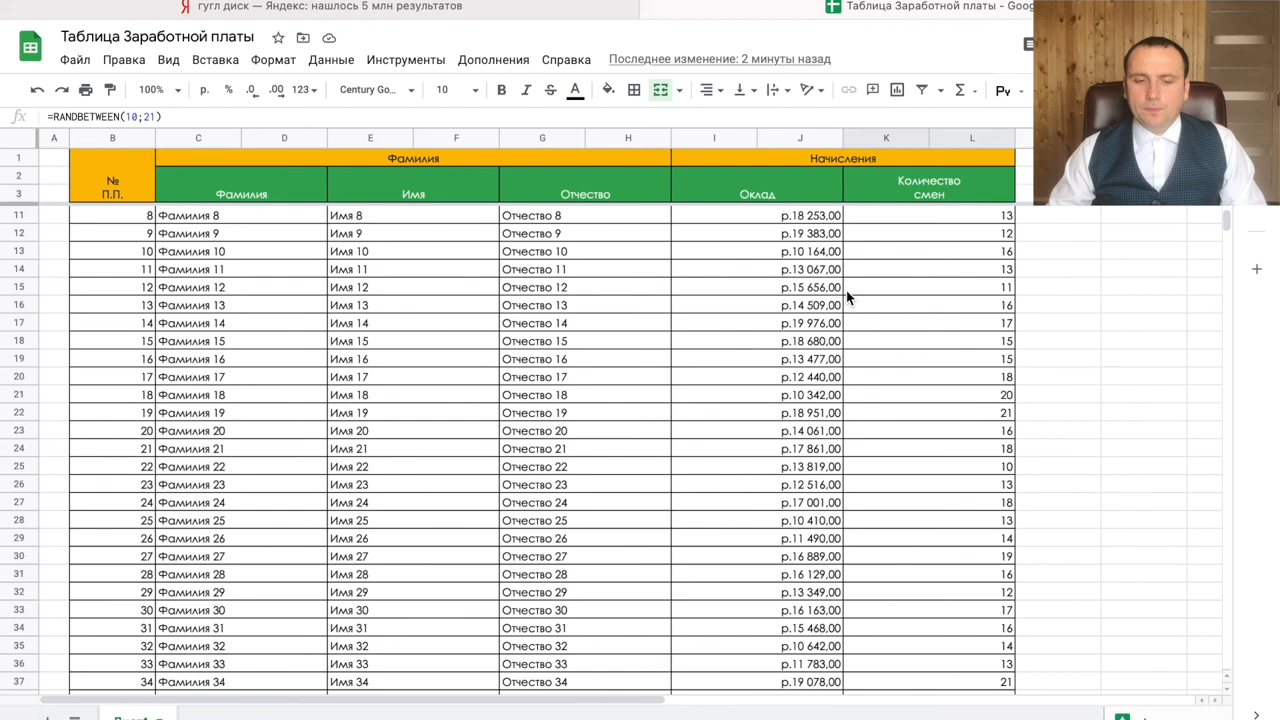 гугл диск — Яндекс: нашлось 5 млн результатов
Таблица Заработной платы - Goo
Таблица Заработной платы
Файл Правка Вид Вставка Формат Данные Инструменты Дополнения Справка Последнее изменение: 2 минуты назад
100% р. % .0 .00 123 Century Go... 10 B I S A Σ Ру
fx =RANDBETWEEN(10;21)
A B C D E F G H I J K L
1 Фамилия Начисления
2 № Количество
3 П.П. Фамилия Имя Отчество Оклад смен
11 8 Фамилия 8 Имя 8 Отчество 8 р.18 253,00 13
12 9 Фамилия 9 Имя 9 Отчество 9 р.19 383,00 12
13 10 Фамилия 10 Имя 10 Отчество 10 р.10 164,00 16
14 11 Фамилия 11 Имя 11 Отчество 11 р.13 067,00 13
15 12 Фамилия 12 Имя 12 Отчество 12 р.15 656,00 11
16 13 Фамилия 13 Имя 13 Отчество 13 р.14 509,00 16
17 14 Фамилия 14 Имя 14 Отчество 14 р.19 976,00 17
18 15 Фамилия 15 Имя 15 Отчество 15 р.18 680,00 15
19 16 Фамилия 16 Имя 16 Отчество 16 р.13 477,00 15
20 17 Фамилия 17 Имя 17 Отчество 17 р.12 440,00 18
21 18 Фамилия 18 Имя 18 Отчество 18 р.10 342,00 20
22 19 Фамилия 19 Имя 19 Отчество 19 р.18 951,00 21
23 20 Фамилия 20 Имя 20 Отчество 20 р.14 061,00 16
24 21 Фамилия 21 Имя 21 Отчество 21 р.17 861,00 18
25 22 Фамилия 22 Имя 22 Отчество 22 р.13 819,00 10
26 23 Фамилия 23 Имя 23 Отчество 23 р.12 516,00 13
27 24 Фамилия 24 Имя 24 Отчество 24 р.17 001,00 18
28 25 Фамилия 25 Имя 25 Отчество 25 р.10 410,00 13
29 26 Фамилия 26 Имя 26 Отчество 26 р.11 490,00 14
30 27 Фамилия 27 Имя 27 Отчество 27 р.16 889,00 19
31 28 Фамилия 28 Имя 28 Отчество 28 р.16 129,00 16
32 29 Фамилия 29 Имя 29 Отчество 29 р.13 349,00 12
33 30 Фамилия 30 Имя 30 Отчество 30 р.16 163,00 17
34 31 Фамилия 31 Имя 31 Отчество 31 р.15 468,00 16
35 32 Фамилия 32 Имя 32 Отчество 32 р.10 642,00 14
36 33 Фамилия 33 Имя 33 Отчество 33 р.11 783,00 13
37 34 Фамилия 34 Имя 34 Отчество 34 р.19 078,00 21